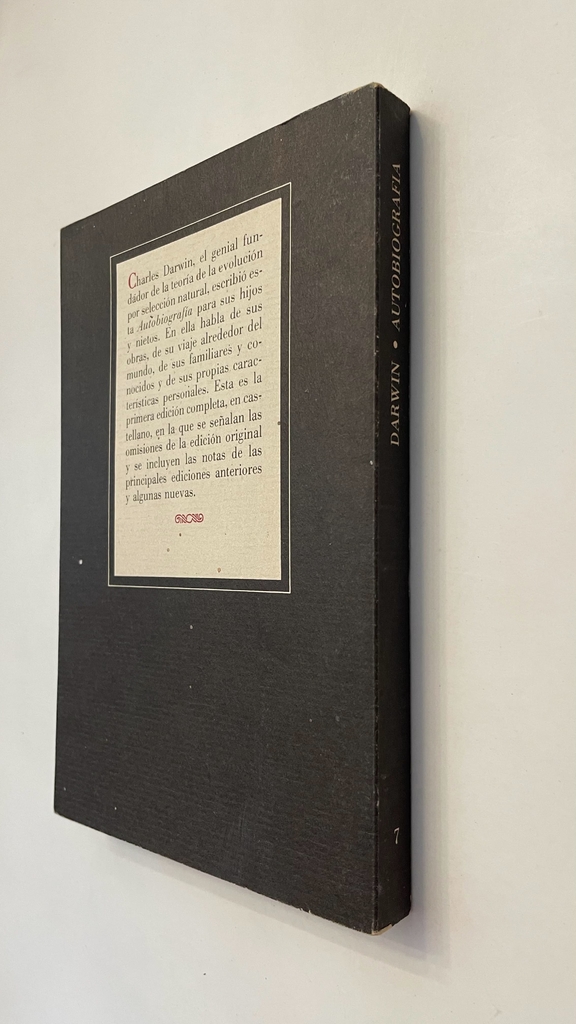 Charles Darwin, el genial fun-
dádor de la teoría de la evolución
por selección natural, escribió es-
ta Autobiografía para sus hijos
y nietos. En ella habla de sus
obras, de su viaje alrededor del
mundo, de sus familiares y co-
nocidos y de sus propias carac-
terísticas personales. Esta es la
primera edición completa, en cas-
tellano, en la que se señalan las
omisiones de la edición original
y se incluyen las notas de las
principales ediciones anteriores
y algunas nuevas.
DARWIN • AUTOBIOGRAFIA
7